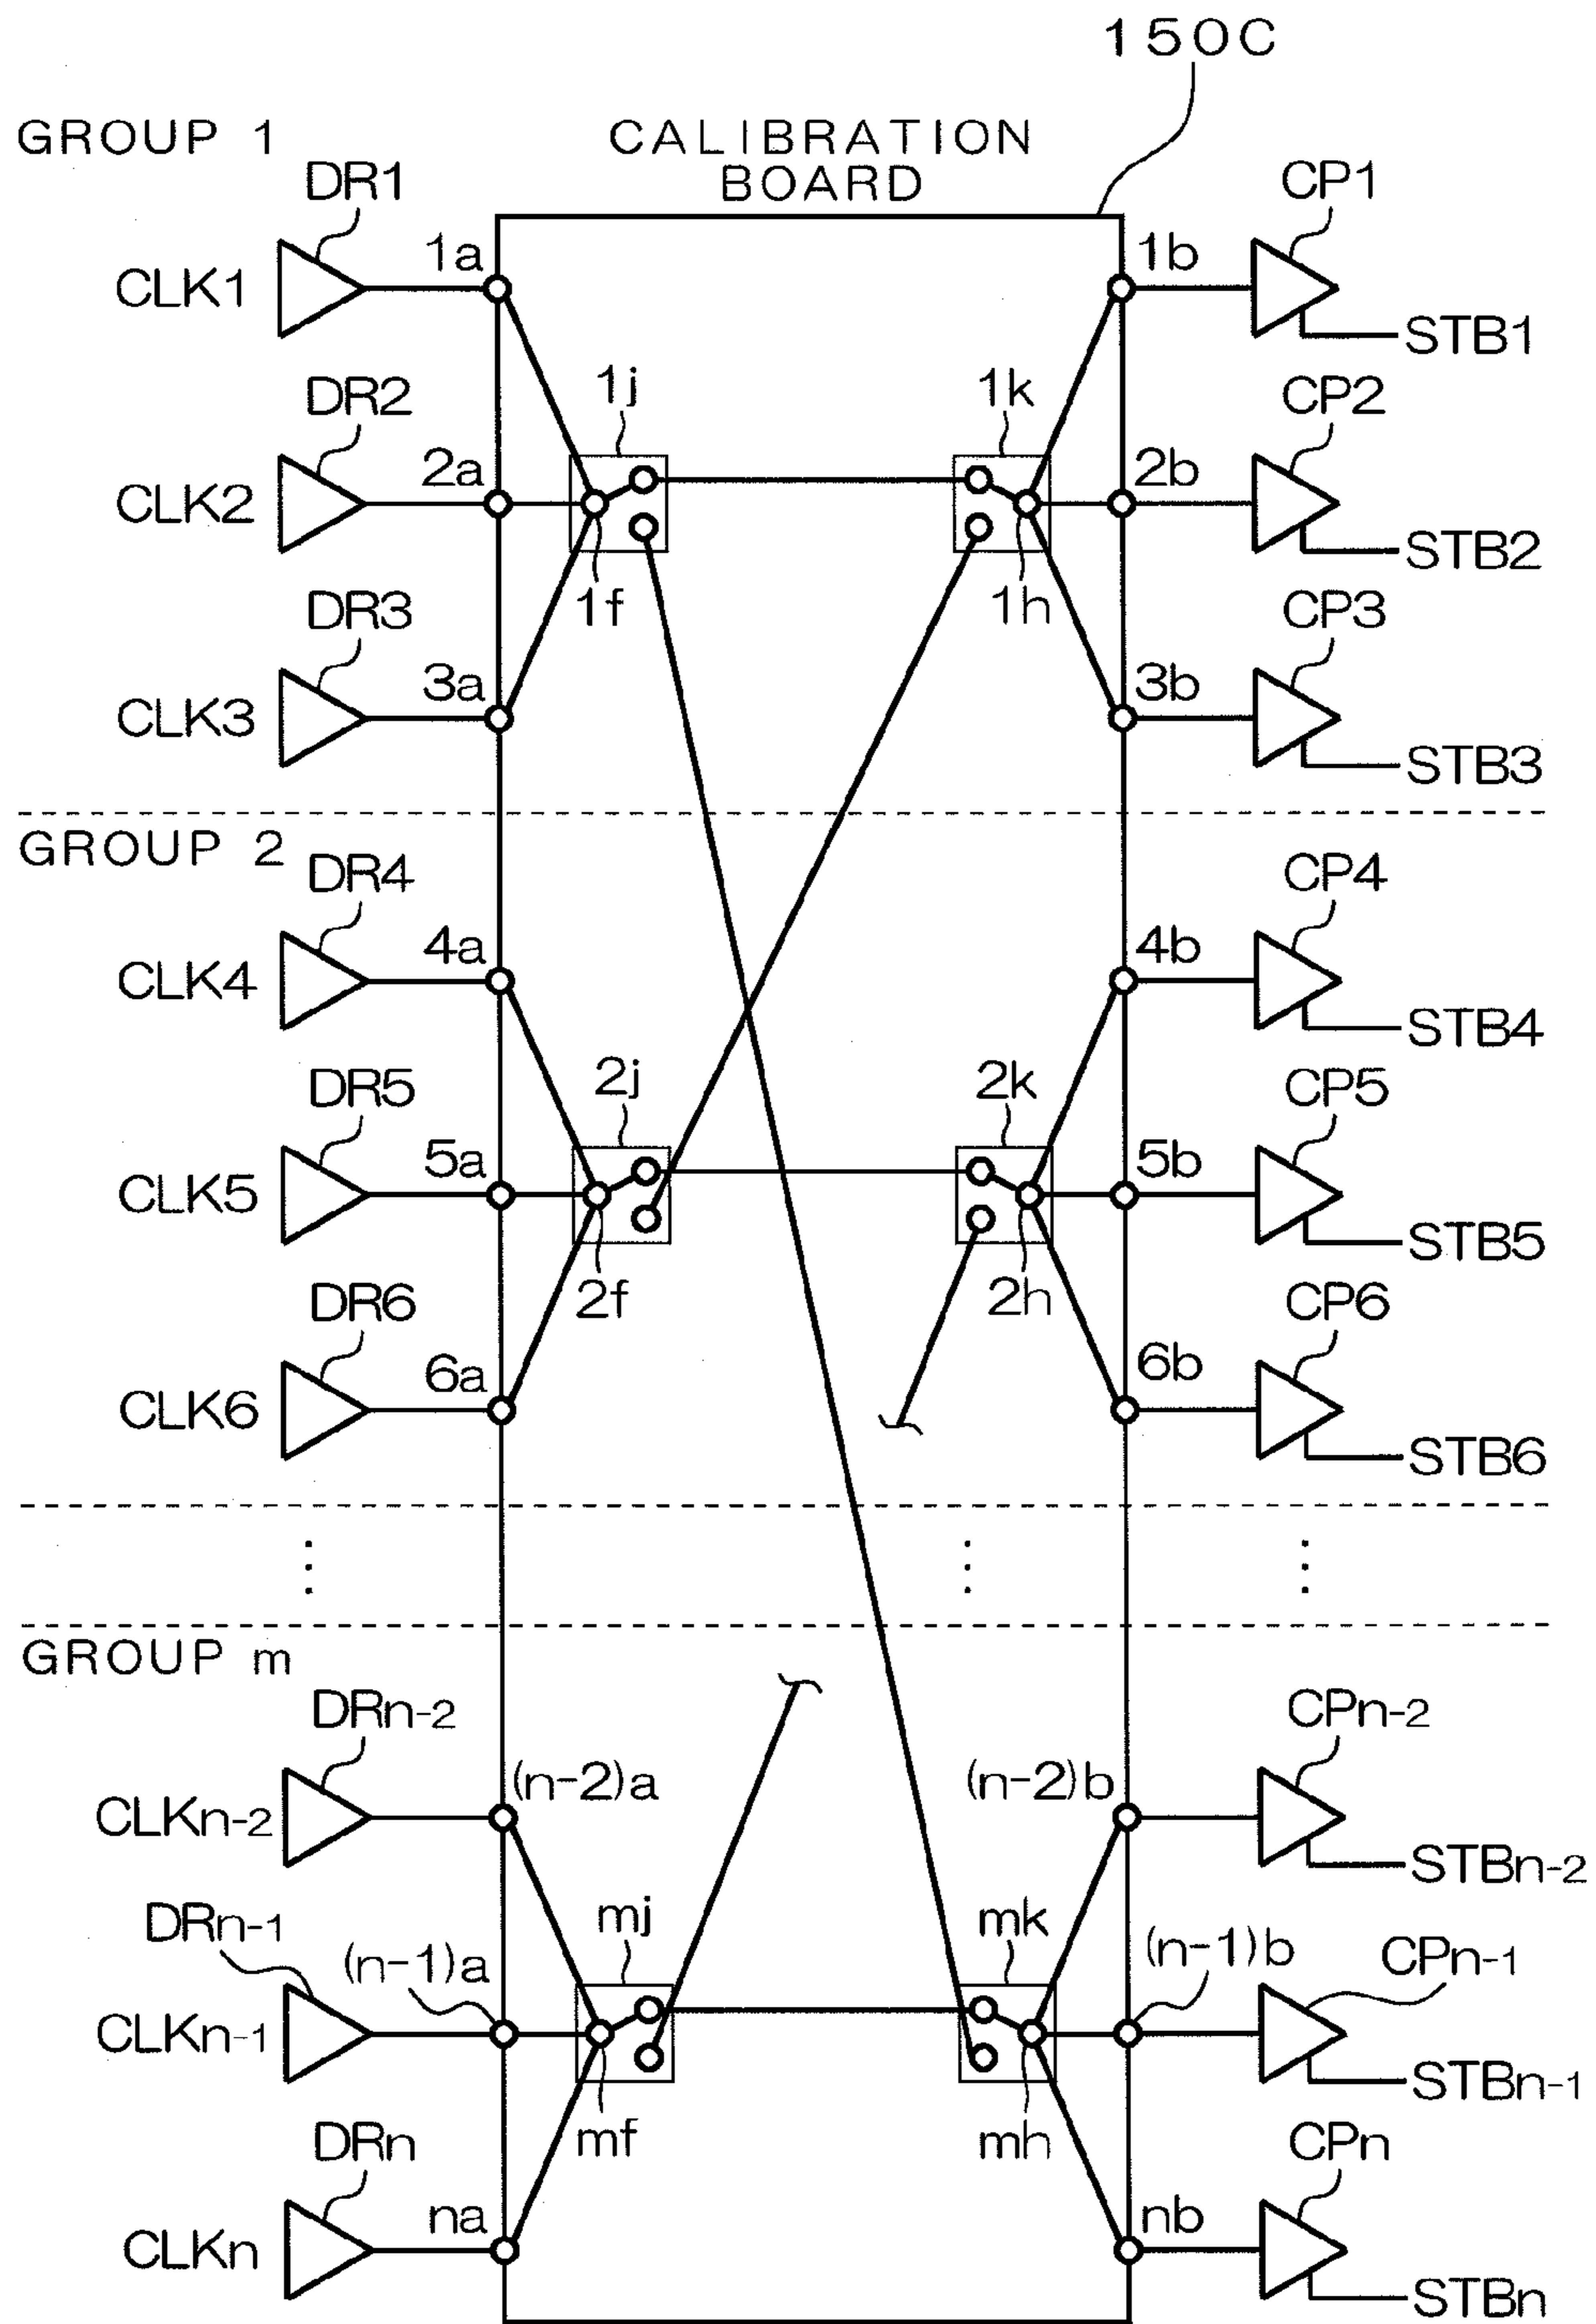 150C
GROUP 1
CALIBRATION
BOARD
DR1
CP1
1a
1b
CLK1
STB1
DR2
1j
1k
CP2
2a
2b
CLK2
STB2
DR3
1f
1h
CP3
3a
3b
CLK3
STB3
GROUP 2
DR4
CP4
4a
4b
CLK4
STB4
DR5
2j
2k
CP5
5a
5b
CLK5
STB5
DR6
2f
2h
CP6
6a
6b
CLK6
STB6
GROUP m
DRn-2
CPn-2
(n-2)a
(n-2)b
CLKn-2
STBn-2
DRn-1
mj
mk
(n-1)a
(n-1)b
CPn-1
CLKn-1
STBn-1
DRn
mf
mh
CPn
na
nb
CLKn
STBn